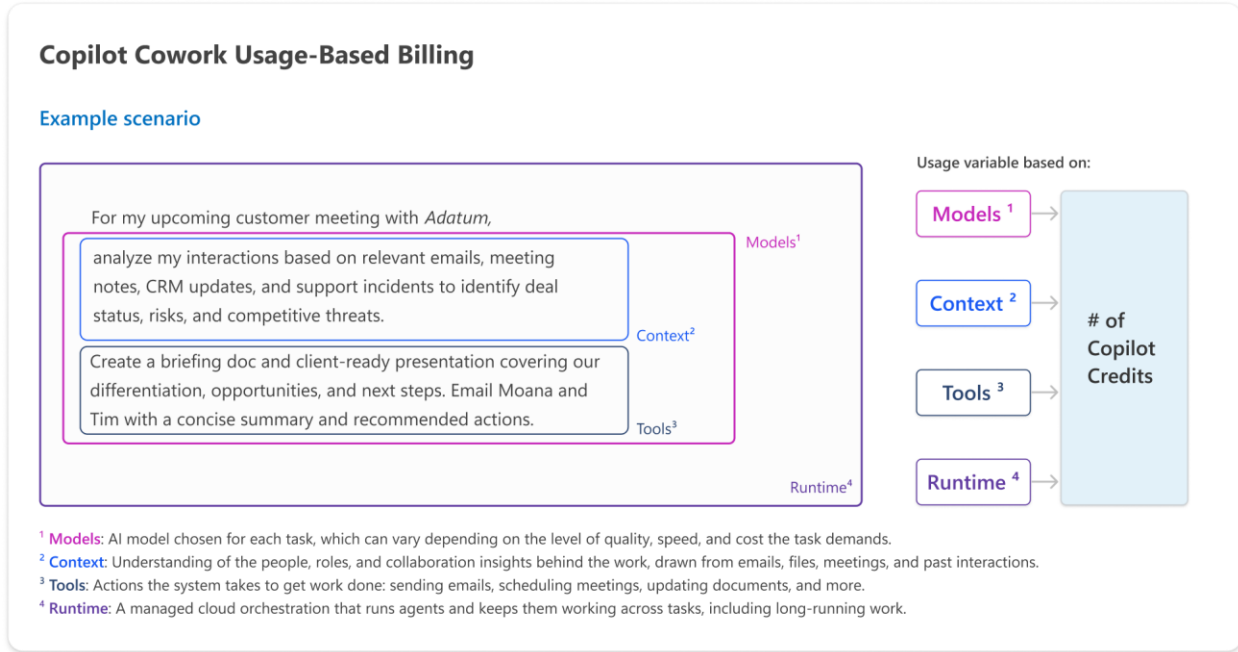 Copilot Cowork Usage-Based Billing
Example scenario
For my upcoming customer meeting with Adatum,
analyze my interactions based on relevant emails, meeting
notes, CRM updates, and support incidents to identify deal
status, risks, and competitive threats.
Models¹
Context²
Create a briefing doc and client-ready presentation covering our
differentiation, opportunities, and next steps. Email Moana and
Tim with a concise summary and recommended actions.
Tools³
Runtime⁴
Usage variable based on:
Models ¹
Context ²
Tools ³
Runtime ⁴
# of
Copilot
Credits
¹ Models: AI model chosen for each task, which can vary depending on the level of quality, speed, and cost the task demands.
² Context: Understanding of the people, roles, and collaboration insights behind the work, drawn from emails, files, meetings, and past interactions.
³ Tools: Actions the system takes to get work done: sending emails, scheduling meetings, updating documents, and more.
⁴ Runtime: A managed cloud orchestration that runs agents and keeps them working across tasks, including long-running work.